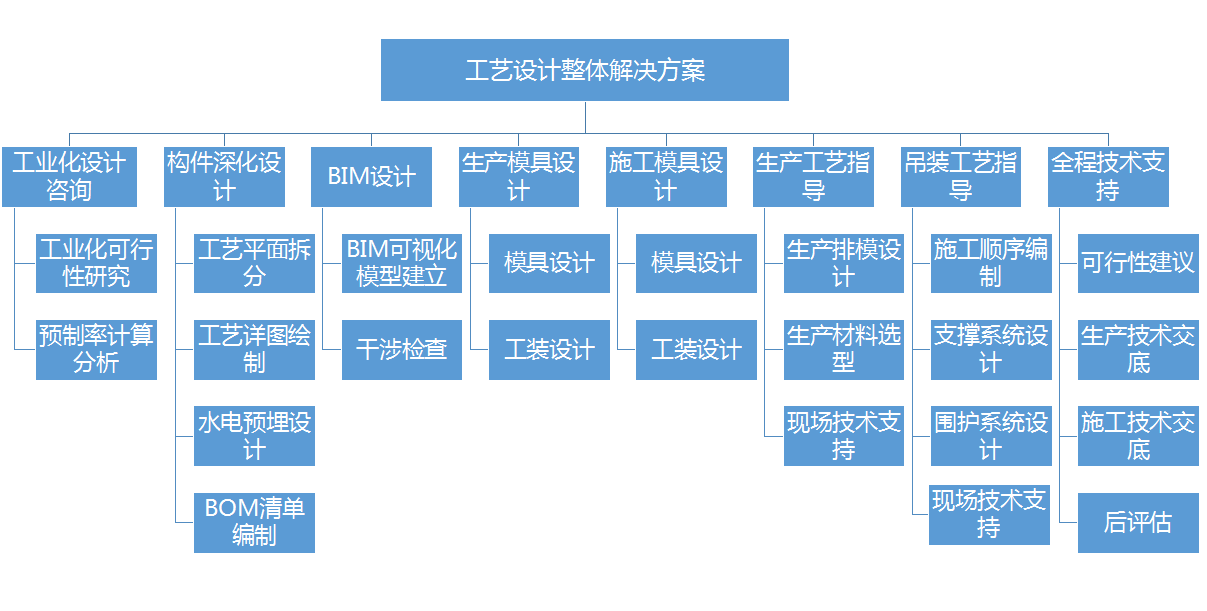 工艺设计整体解决方案
工业化设计
咨询
构件深化设
计
BIM设计
生产模具设
计
施工模具设
计
生产工艺指
导
吊装工艺指
导
全程技术支
持
工业化可行
性研究
预制率计算
分析
工艺平面拆
分
工艺详图绘
制
水电预埋设
计
BOM清单
编制
BIM可视化
模型建立
干涉检查
模具设计
工装设计
模具设计
工装设计
生产排模设
计
生产材料选
型
现场技术支
持
施工顺序编
制
支撑系统设
计
围护系统设
计
现场技术支
持
可行性建议
生产技术交
底
施工技术交
底
后评估